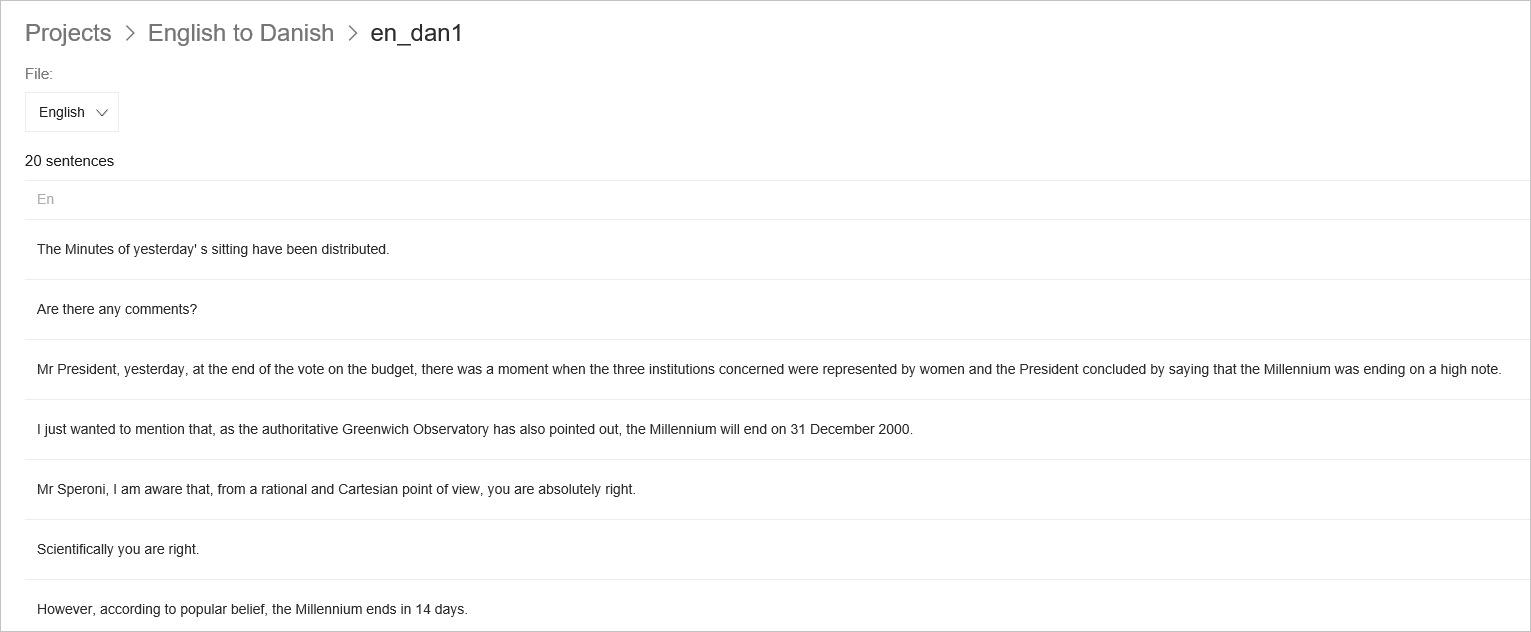 Projects > English to Danish > en_dan1
File:
English
20 sentences
En
The Minutes of yesterday' s sitting have been distributed.
Are there any comments?
Mr President, yesterday, at the end of the vote on the budget, there was a moment when the three institutions concerned were represented by women and the President concluded by saying that the Millennium was ending on a high note.
I just wanted to mention that, as the authoritative Greenwich Observatory has also pointed out, the Millennium will end on 31 December 2000.
Mr Speroni, I am aware that, from a rational and Cartesian point of view, you are absolutely right.
Scientifically you are right.
However, according to popular belief, the Millennium ends in 14 days.